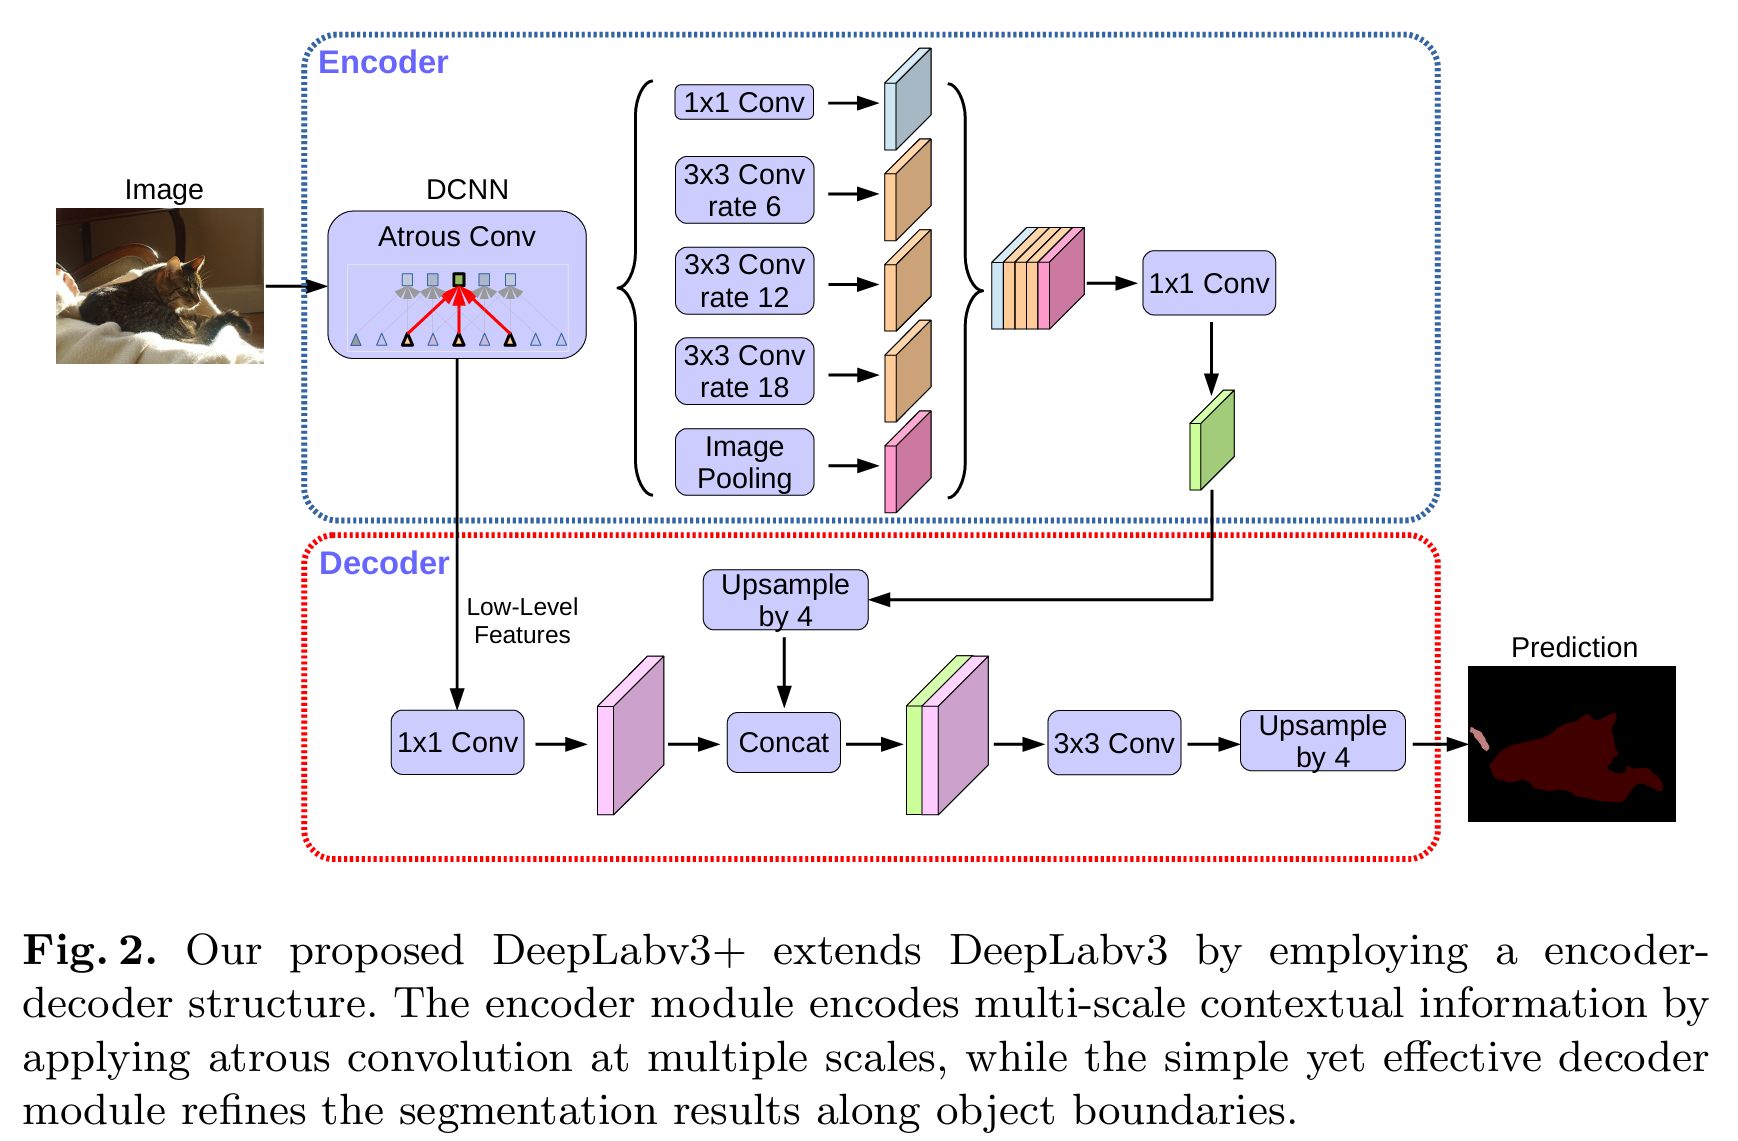 Encoder
Image
DCNN
Atrous Conv
1x1 Conv
3x3 Conv
rate 6
3x3 Conv
rate 12
3x3 Conv
rate 18
Image
Pooling
1x1 Conv
Decoder
Low-Level
Features
Upsample
by 4
1x1 Conv
Concat
3x3 Conv
Upsample
by 4
Prediction
Fig. 2. Our proposed DeepLabv3+ extends DeepLabv3 by employing a encoder-
decoder structure. The encoder module encodes multi-scale contextual information by
applying atrous convolution at multiple scales, while the simple yet effective decoder
module refines the segmentation results along object boundaries.